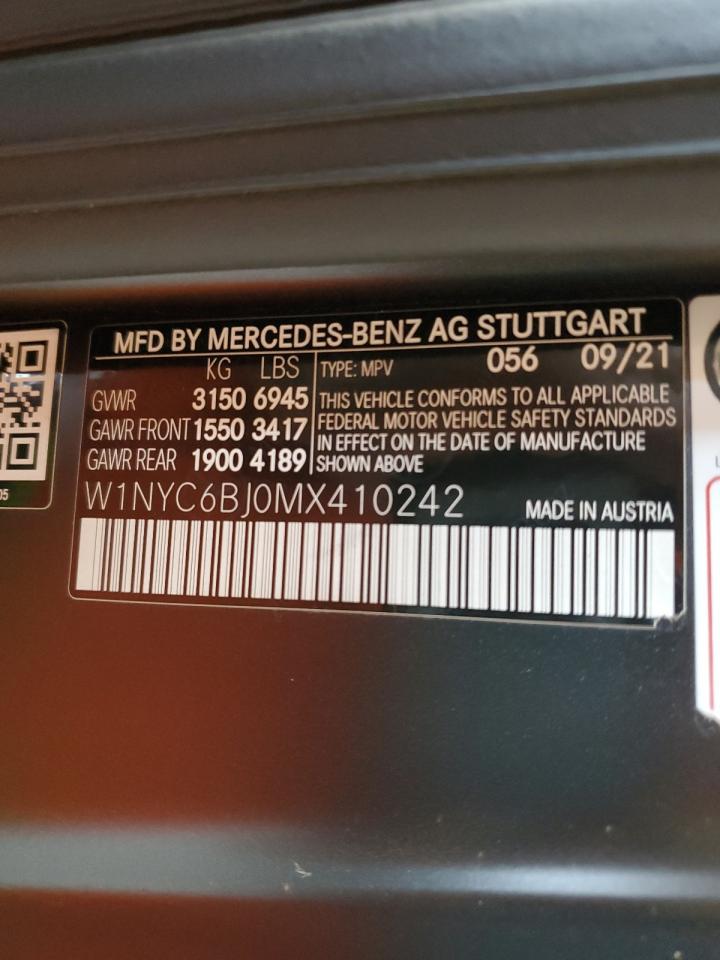 MFD BY MERCEDES-BENZ AG STUTTGART
KG LBS
GVWR 3150 6945
GAWR FRONT 1550 3417
GAWR REAR 1900 4189
TYPE: MPV 056 09/21
THIS VEHICLE CONFORMS TO ALL APPLICABLE
FEDERAL MOTOR VEHICLE SAFETY STANDARDS
IN EFFECT ON THE DATE OF MANUFACTURE
SHOWN ABOVE
W1NYC6BJ0MX410242
MADE IN AUSTRIA
05